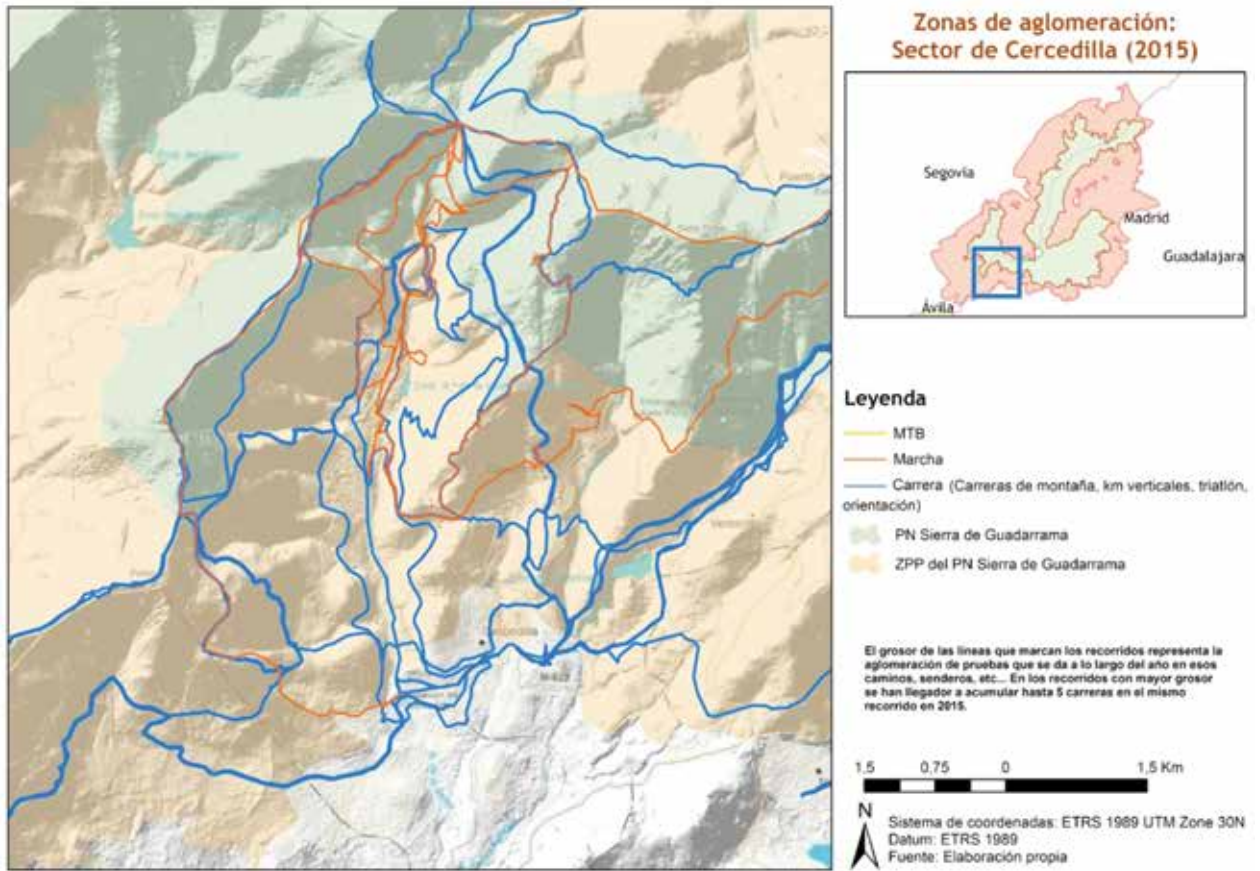 Zonas de aglomeración:
Sector de Cercedilla (2015)
Segovia
Madrid
Guadalajara
Ávilla
Leyenda
MTB
Marcha
Carrera (Carreras de montaña, km verticales, triatlón,
orientación)
PN Sierra de Guadarrama
ZPP del PN Sierra de Guadarrama
El grosor de las líneas que marcan los recorridos representa la
aglomeración de pruebas que se da a lo largo del año en esos
caminos, senderos, etc... En los recorridos con mayor grosor
se han llegador a acumular hasta 5 carreras en el mismo
recorrido en 2015.
1,5 0,75 0 1,5 Km
N
Sistema de coordenadas: ETRS 1989 UTM Zone 30N
Datum: ETRS 1989
Fuente: Elaboración propia